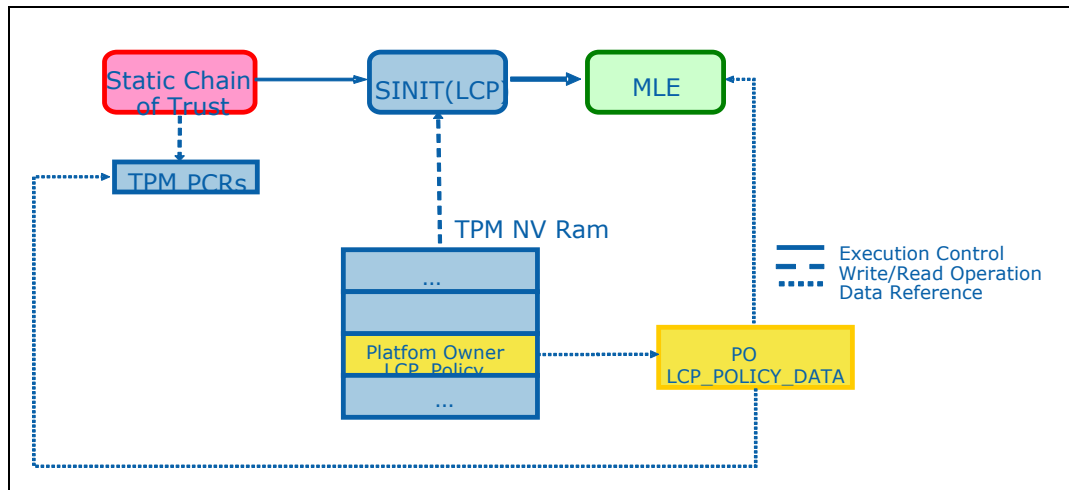 Static Chain
of Trust
SINIT(LCP)
MLE
TPM PCRs
TPM NV Ram
...
Platfom Owner
LCP_Policy
...
PO
LCP_POLICY_DATA
Execution Control
Write/Read Operation
Data Reference